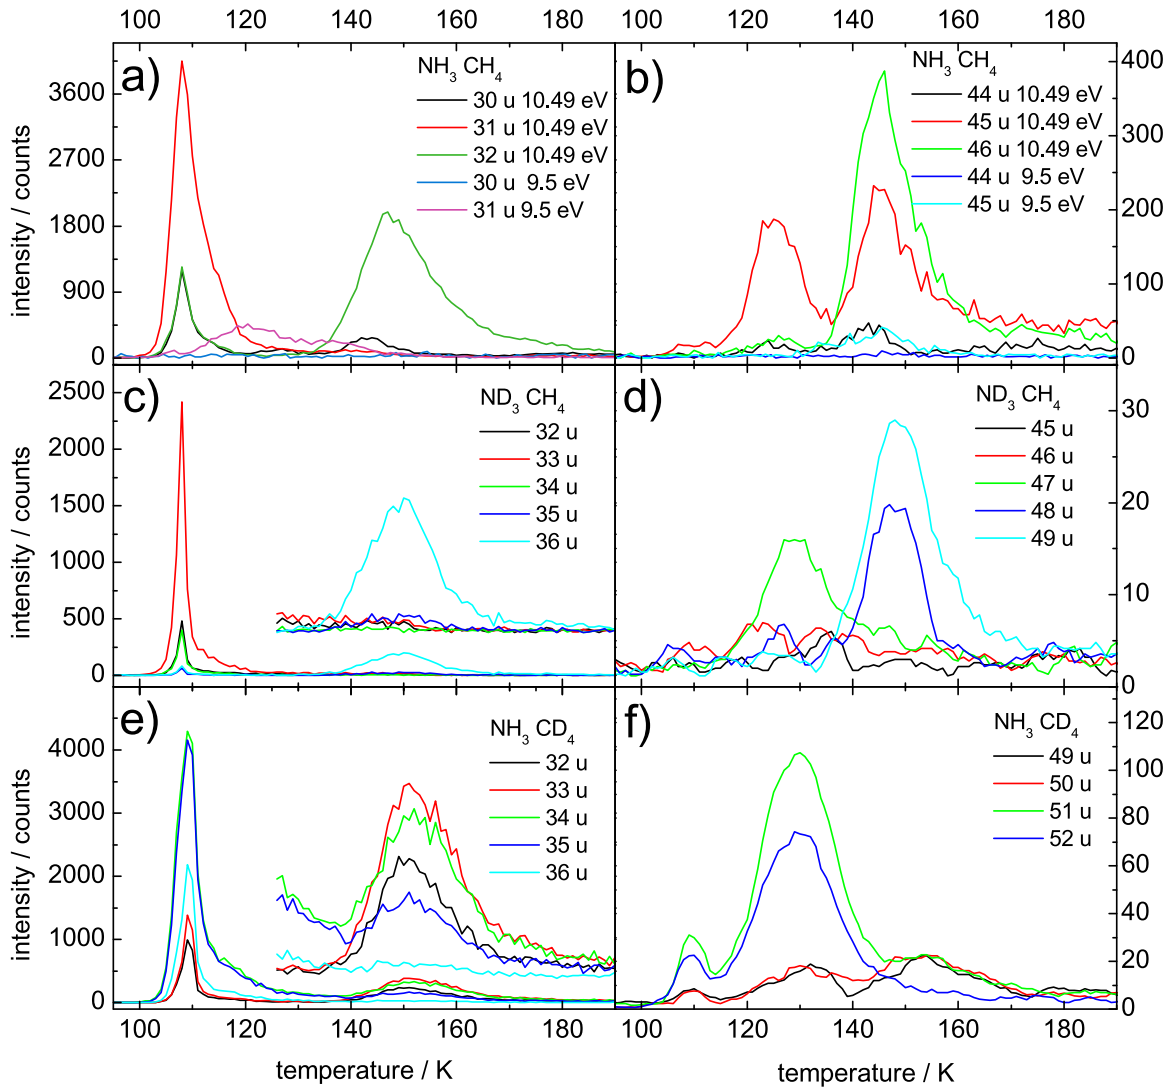 100 120 140 160 180 100 120 140 160 180
a)
NH3 CH4
30 u 10.49 eV
31 u 10.49 eV
32 u 10.49 eV
30 u 9.5 eV
31 u 9.5 eV
3600
2700
1800
900
0
intensity / counts
b)
NH3 CH4
44 u 10.49 eV
45 u 10.49 eV
46 u 10.49 eV
44 u 9.5 eV
45 u 9.5 eV
400
300
200
100
0
c)
ND3 CH4
32 u
33 u
34 u
35 u
36 u
2500
2000
1500
1000
500
0
intensity / counts
d)
ND3 CH4
45 u
46 u
47 u
48 u
49 u
30
20
10
0
e)
NH3 CD4
32 u
33 u
34 u
35 u
36 u
4000
3000
2000
1000
0
intensity / counts
f)
NH3 CD4
49 u
50 u
51 u
52 u
120
100
80
60
40
20
0
100 120 140 160 180 100 120 140 160 180
temperature / K temperature / K